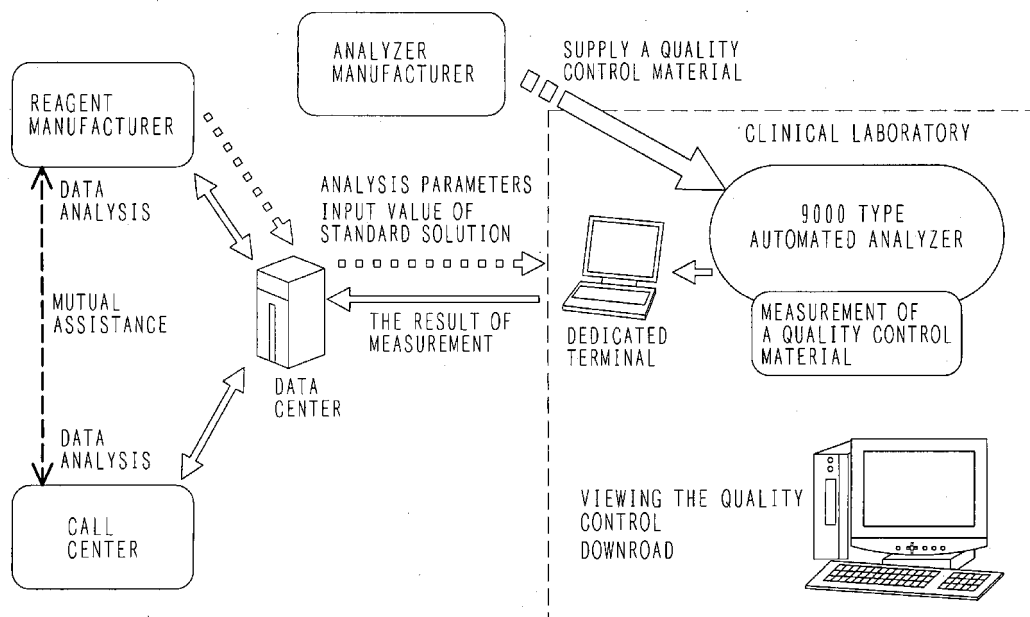 ANALYZER
MANUFACTURER
SUPPLY A QUALITY
CONTROL MATERIAL
REAGENT
MANUFACTURER
CLINICAL LABORATORY
DATA
ANALYSIS
ANALYSIS PARAMETERS
INPUT VALUE OF
STANDARD SOLUTION
9000 TYPE
AUTOMATED ANALYZER
MUTUAL
ASSISTANCE
THE RESULT OF
MEASUREMENT
DEDICATED
TERMINAL
MEASUREMENT OF
A QUALITY CONTROL
MATERIAL
DATA
CENTER
DATA
ANALYSIS
CALL
CENTER
VIEWING THE QUALITY
CONTROL
DOWNROAD